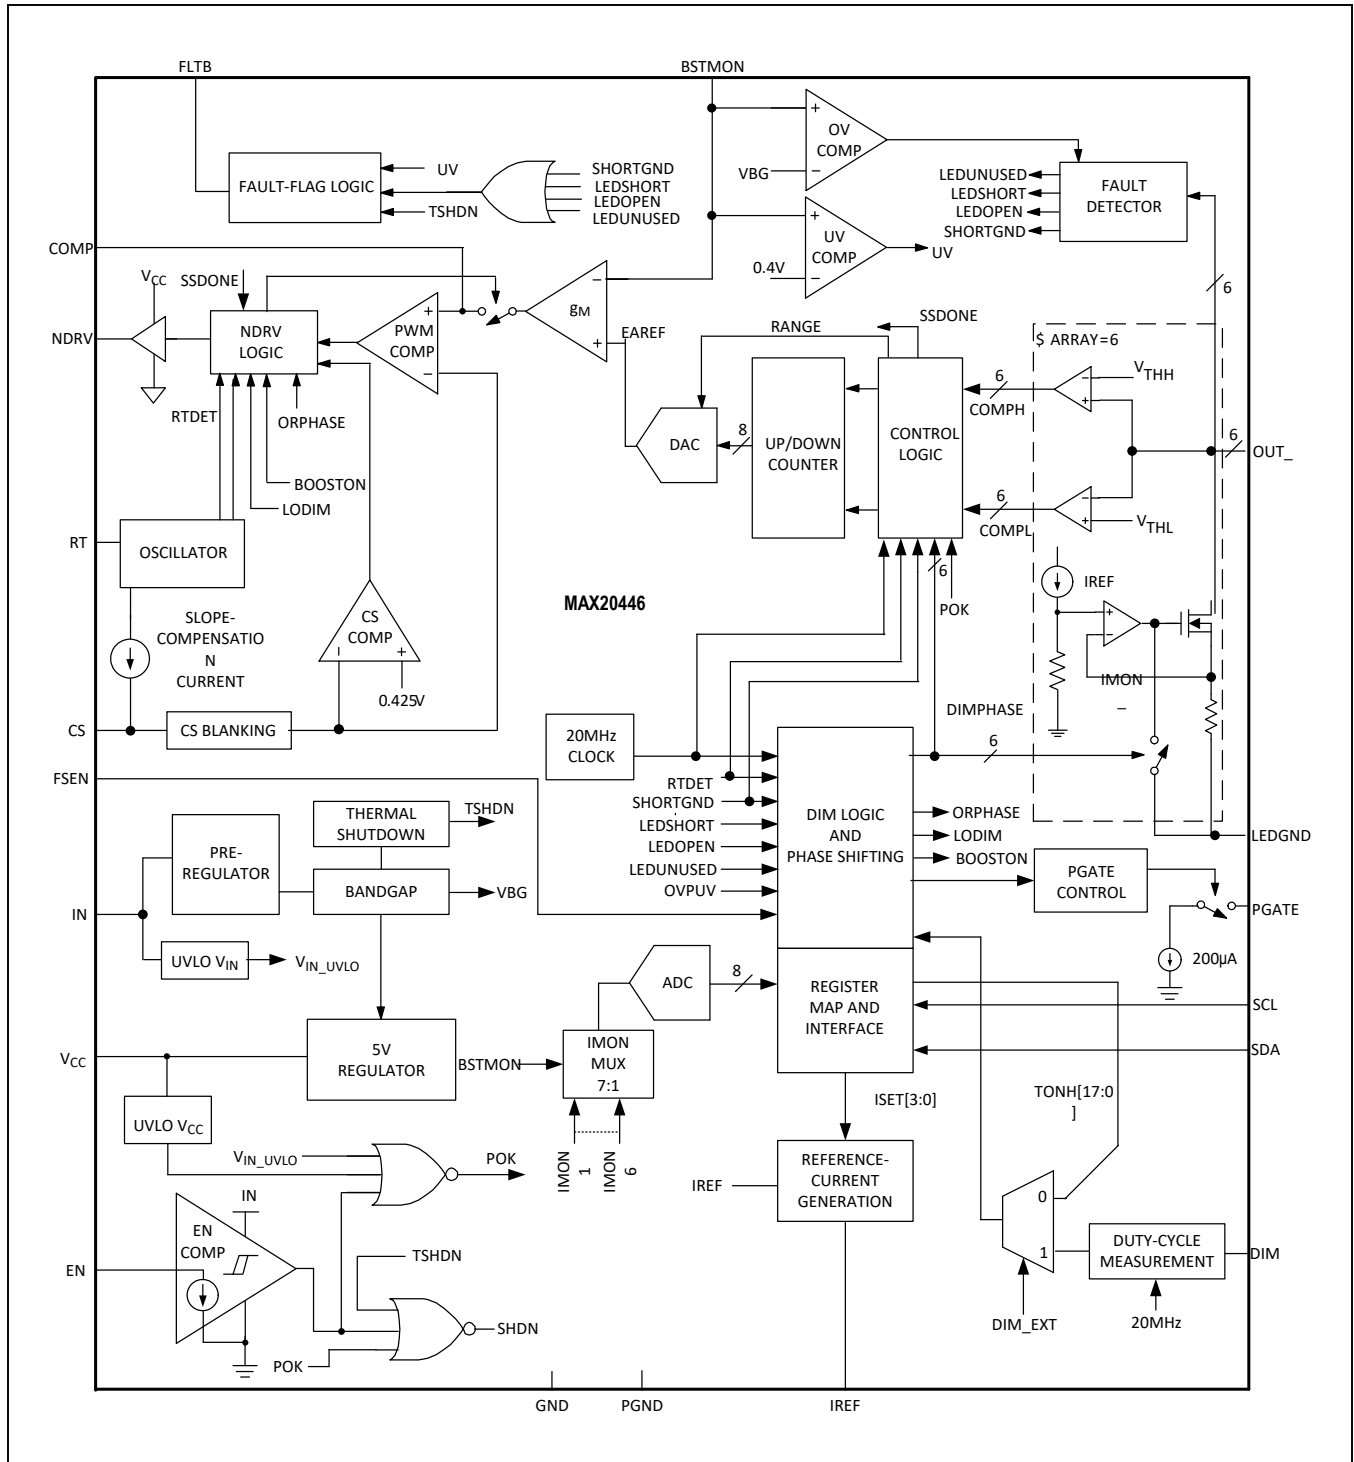 FLTB
BSTMON
OV
COMP
+
−
VBG
FAULT-FLAG LOGIC
UV
TSHDN
SHORTGND
LEDSHORT
LEDOPEN
LEDUNUSED
LEDUNUSED
LEDSHORT
LEDOPEN
SHORTGND
FAULT
DETECTOR
+
UV
COMP
−
0.4V
UV
6
COMP
VCC
SSDONE
NDRV
NDRV
LOGIC
+
PWM
COMP
−
−
gM
+
EAREF
RANGE
SSDONE
$ ARRAY=6
RTDET
ORPHASE
BOOSTON
LODIM
DAC
8
UP/DOWN
COUNTER
CONTROL
LOGIC
6
COMPH
−
+
VTHH
6
COMPL
−
+
VTHL
6
OUT_
RT
OSCILLATOR
SLOPE-
COMPENSATIO
N
CURRENT
CS
COMP
−
+
0.425V
MAX20446
6
POK
IREF
+
−
IMON
_
CS
CS BLANKING
20MHz
CLOCK
DIMPHASE
6
FSEN
RTDET
SHORTGND
LEDSHORT
LEDOPEN
LEDUNUSED
OVPUV
DIM LOGIC
AND
PHASE SHIFTING
ORPHASE
LODIM
BOOSTON
LEDGND
THERMAL
SHUTDOWN
TSHDN
PRE-
REGULATOR
BANDGAP
VBG
PGATE
CONTROL
PGATE
200µA
IN
UVLO VIN
VIN_UVLO
ADC
8
REGISTER
MAP AND
INTERFACE
SCL
SDA
VCC
5V
REGULATOR
BSTMON
IMON
MUX
7:1
IMON
1
IMON
6
ISET[3:0]
TONH[17:0
]
UVLO VCC
VIN_UVLO
POK
IREF
REFERENCE-
CURRENT
GENERATION
0
1
DUTY-CYCLE
MEASUREMENT
DIM
DIM_EXT
20MHz
IN
EN
COMP
EN
TSHDN
SHDN
POK
GND
PGND
IREF